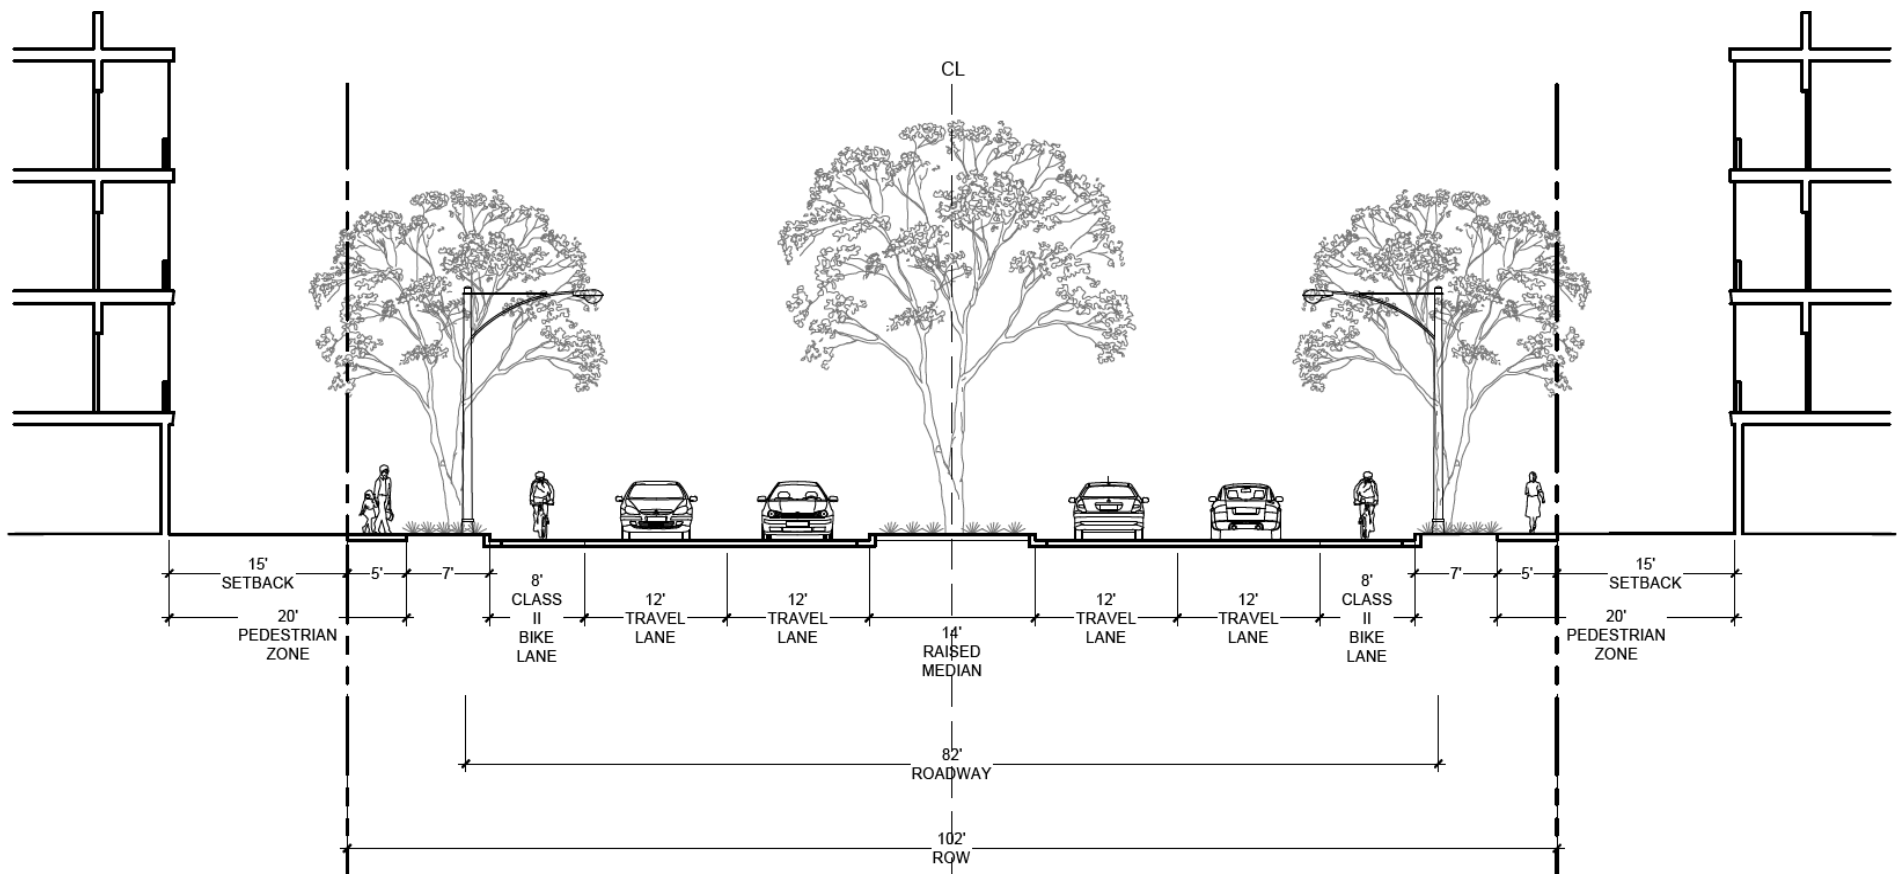 CL
15'
SETBACK
5'
7'
8'
CLASS
II
BIKE
LANE
12'
TRAVEL
LANE
12'
TRAVEL
LANE
14'
RAISED
MEDIAN
12'
TRAVEL
LANE
12'
TRAVEL
LANE
8'
CLASS
II
BIKE
LANE
7'
5'
15'
SETBACK
20'
PEDESTRIAN
ZONE
20'
PEDESTRIAN
ZONE
82'
ROADWAY
102'
ROW